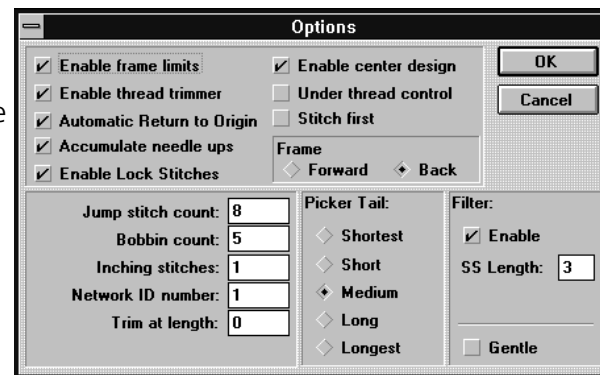 Options
Enable frame limits
Enable thread trimmer
Automatic Return to Origin
Accumulate needle ups
Enable Lock Stitches
Enable center design
Under thread control
Stitch first
Frame
Forward Back
OK
Cancel
Jump stitch count: 8
Bobbin count: 5
Inching stitches: 1
Network ID number: 1
Trim at length: 0
Picker Tail:
Shortest
Short
Medium
Long
Longest
Filter:
Enable
SS Length: 3
Gentle